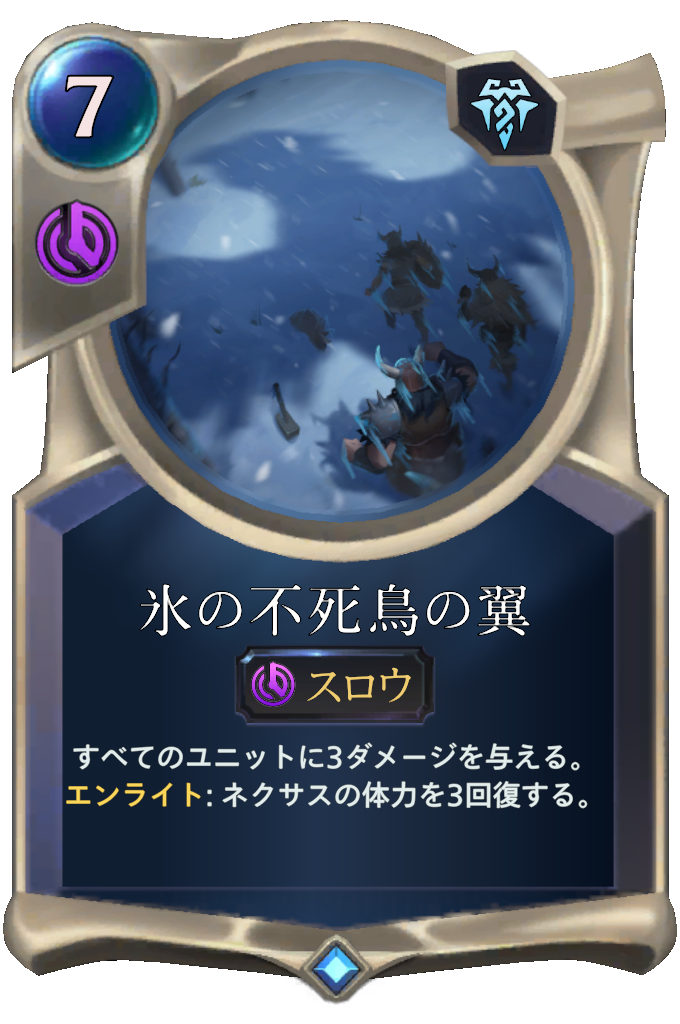 7
氷の不死鳥の翼
スロウ
すべてのユニットに3ダメージを与える。
エンライト: ネクサスの体力を3回復する。